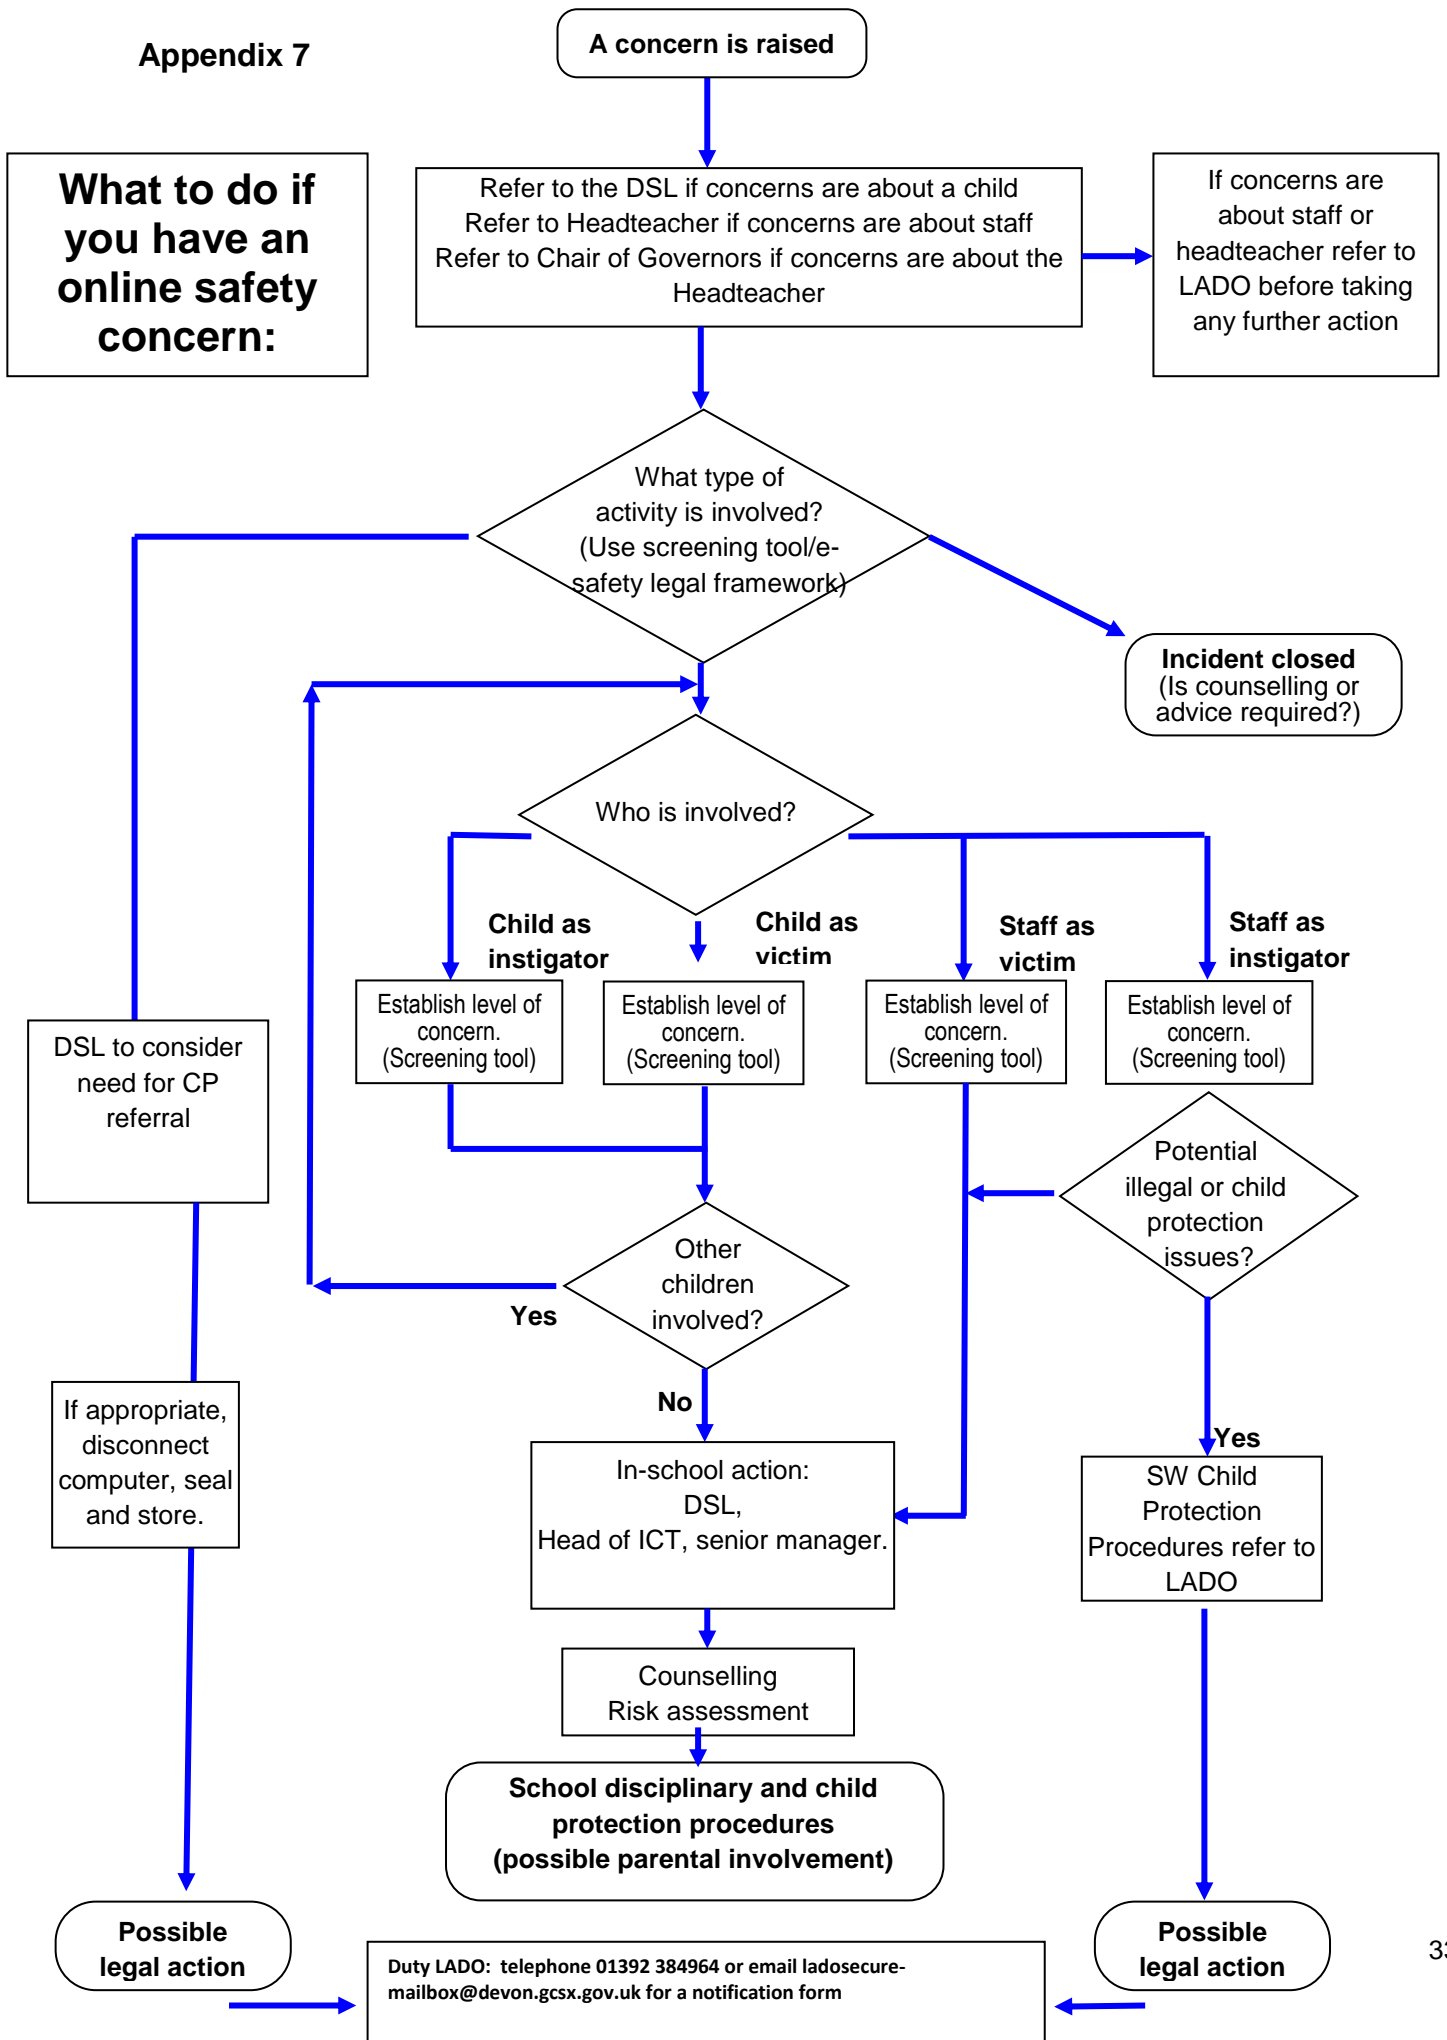 Appendix 7
A concern is raised
What to do if
you have an
online safety
concern:
Refer to the DSL if concerns are about a child
Refer to Headteacher if concerns are about staff
Refer to Chair of Governors if concerns are about the
Headteacher
If concerns are
about staff or
headteacher refer to
LADO before taking
any further action
What type of
activity is involved?
(Use screening tool/e-
safety legal framework)
Incident closed
(Is counselling or
advice required?)
Who is involved?
Child as
instigator
Child as
victim
Staff as
victim
Staff as
instigator
Establish level of
concern.
(Screening tool)
Establish level of
concern.
(Screening tool)
Establish level of
concern.
(Screening tool)
Establish level of
concern.
(Screening tool)
DSL to consider
need for CP
referral
Potential
illegal or child
protection
issues?
Other
children
involved?
Yes
No
If appropriate,
disconnect
computer, seal
and store.
In-school action:
DSL,
Head of ICT, senior manager.
Yes
SW Child
Protection
Procedures refer to
LADO
Counselling
Risk assessment
School disciplinary and child
protection procedures
(possible parental involvement)
Possible
legal action
Possible
legal action
Duty LADO: telephone 01392 384964 or email ladosecure-
mailbox@devon.gcsx.gov.uk for a notification form
33